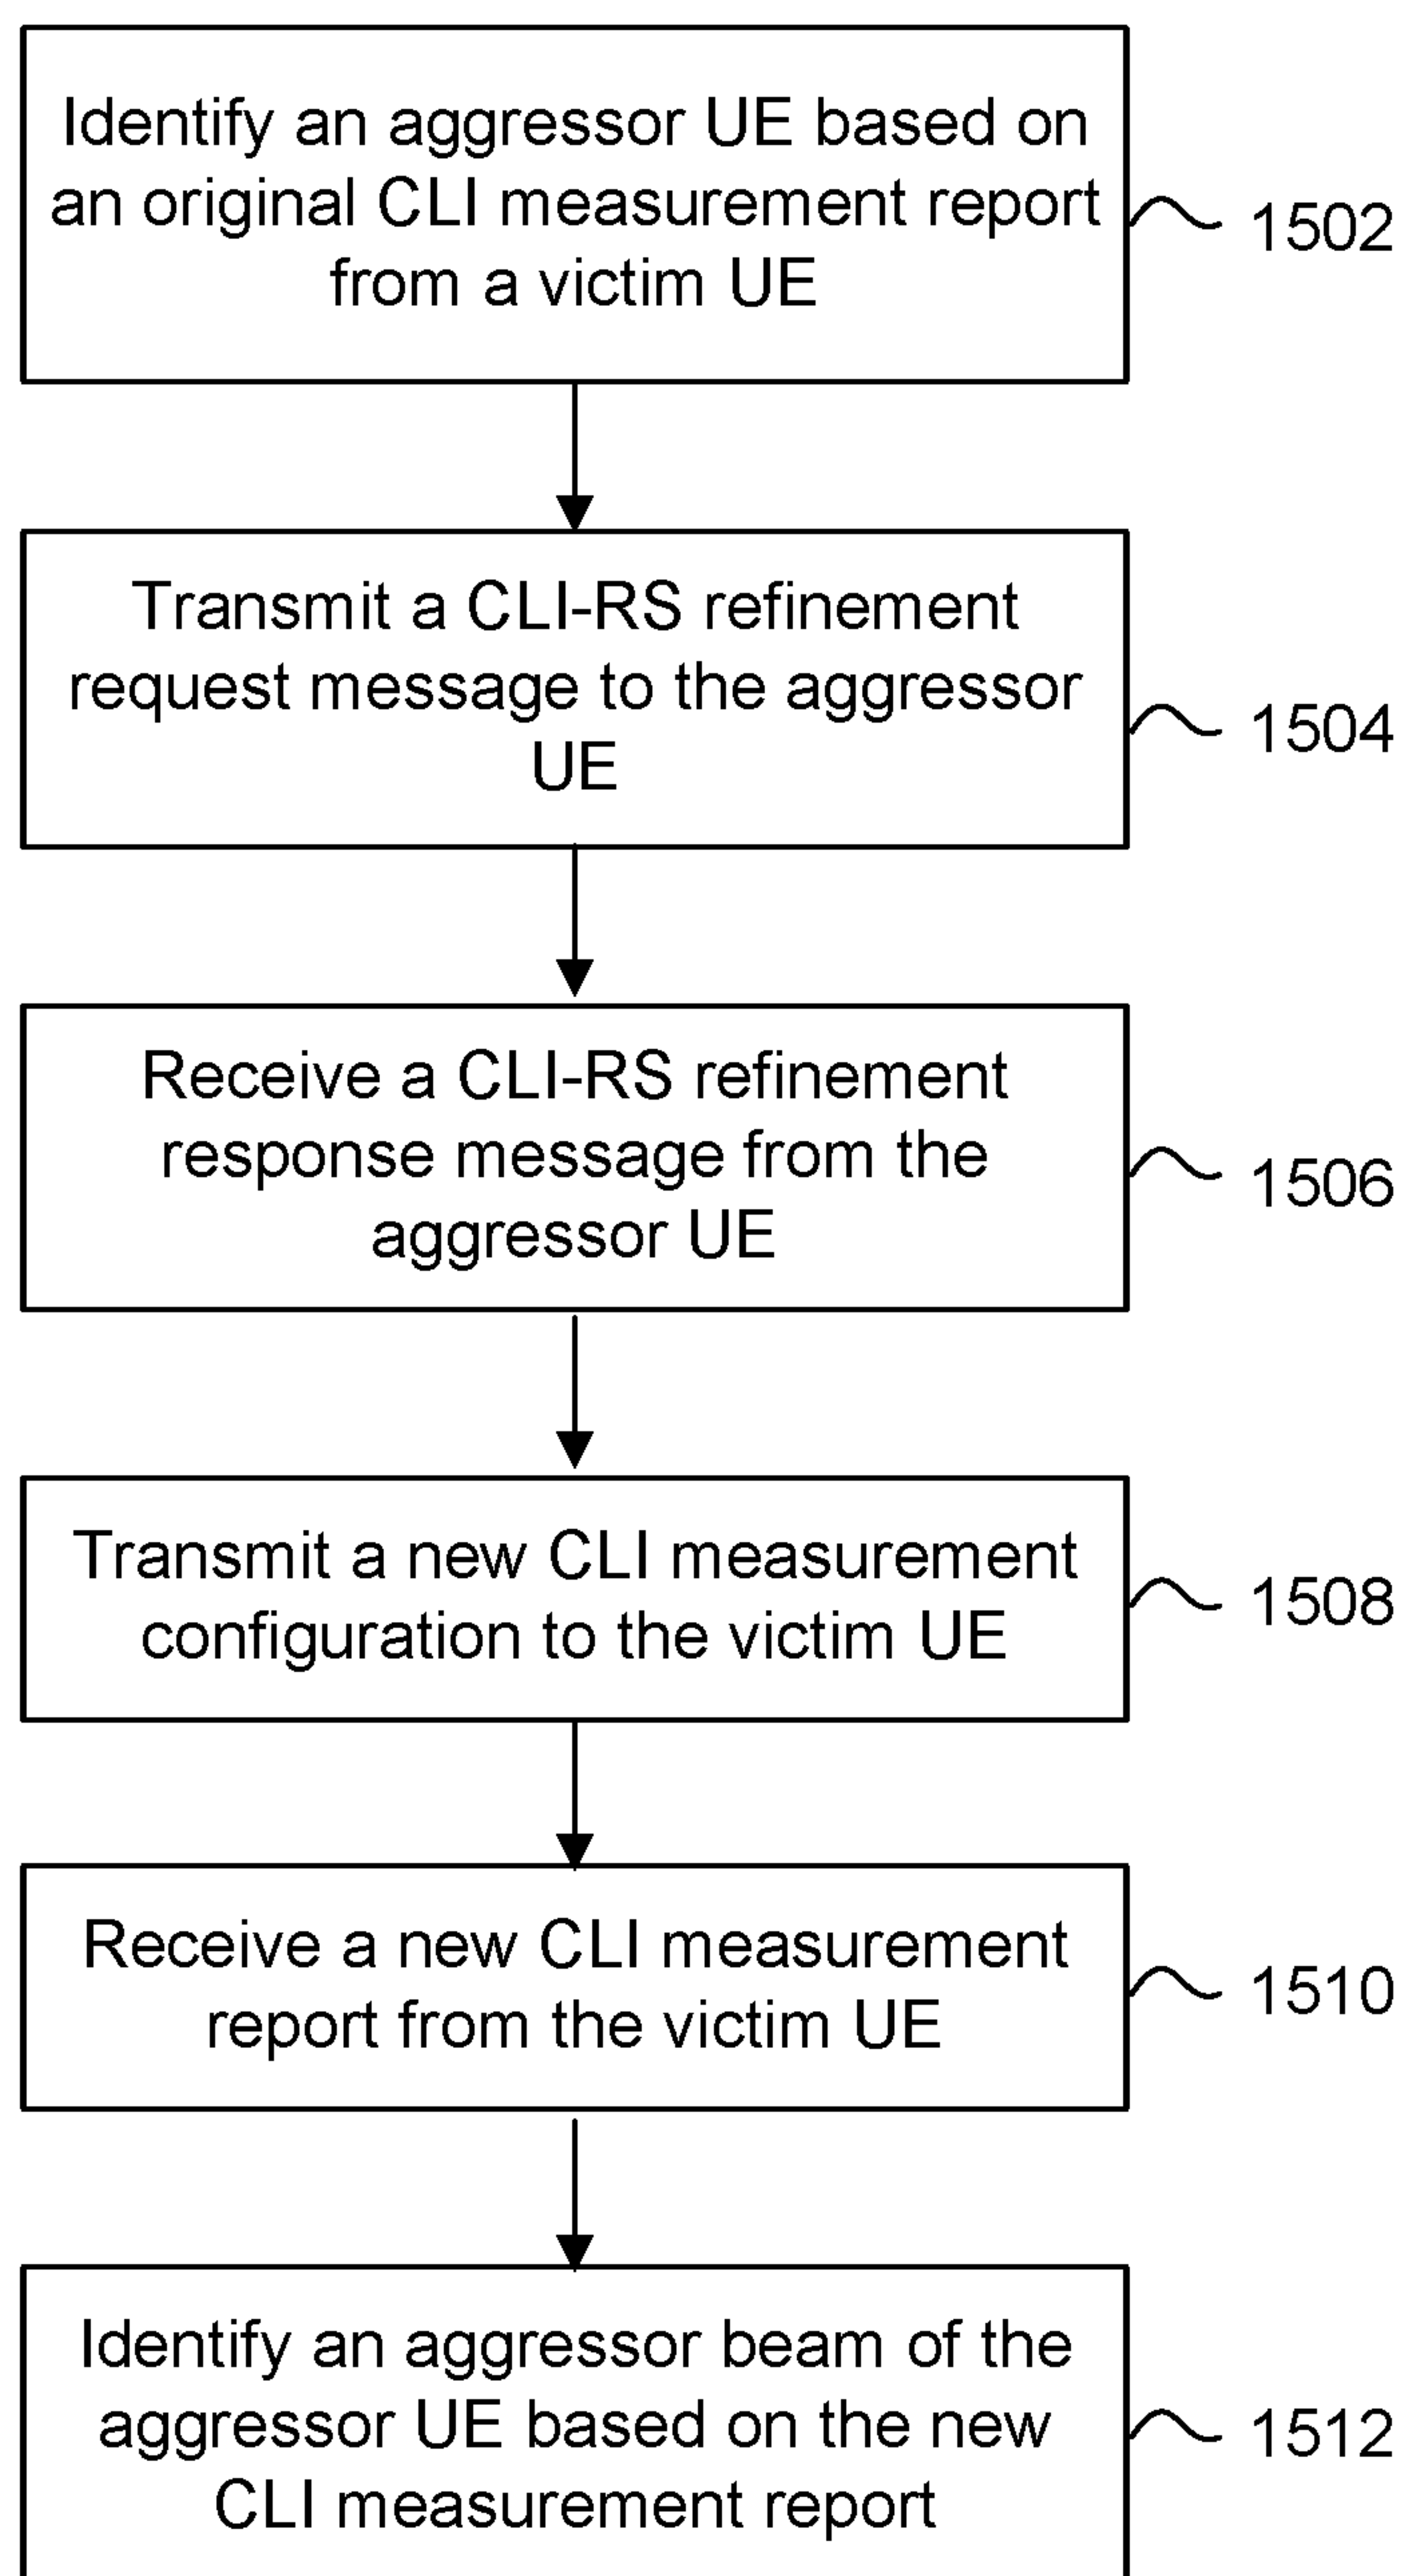 Identify an aggressor UE based on
an original CLI measurement report
from a victim UE
1502
Transmit a CLI-RS refinement
request message to the aggressor
UE
1504
Receive a CLI-RS refinement
response message from the
aggressor UE
1506
Transmit a new CLI measurement
configuration to the victim UE
1508
Receive a new CLI measurement
report from the victim UE
1510
Identify an aggressor beam of the
aggressor UE based on the new
CLI measurement report
1512